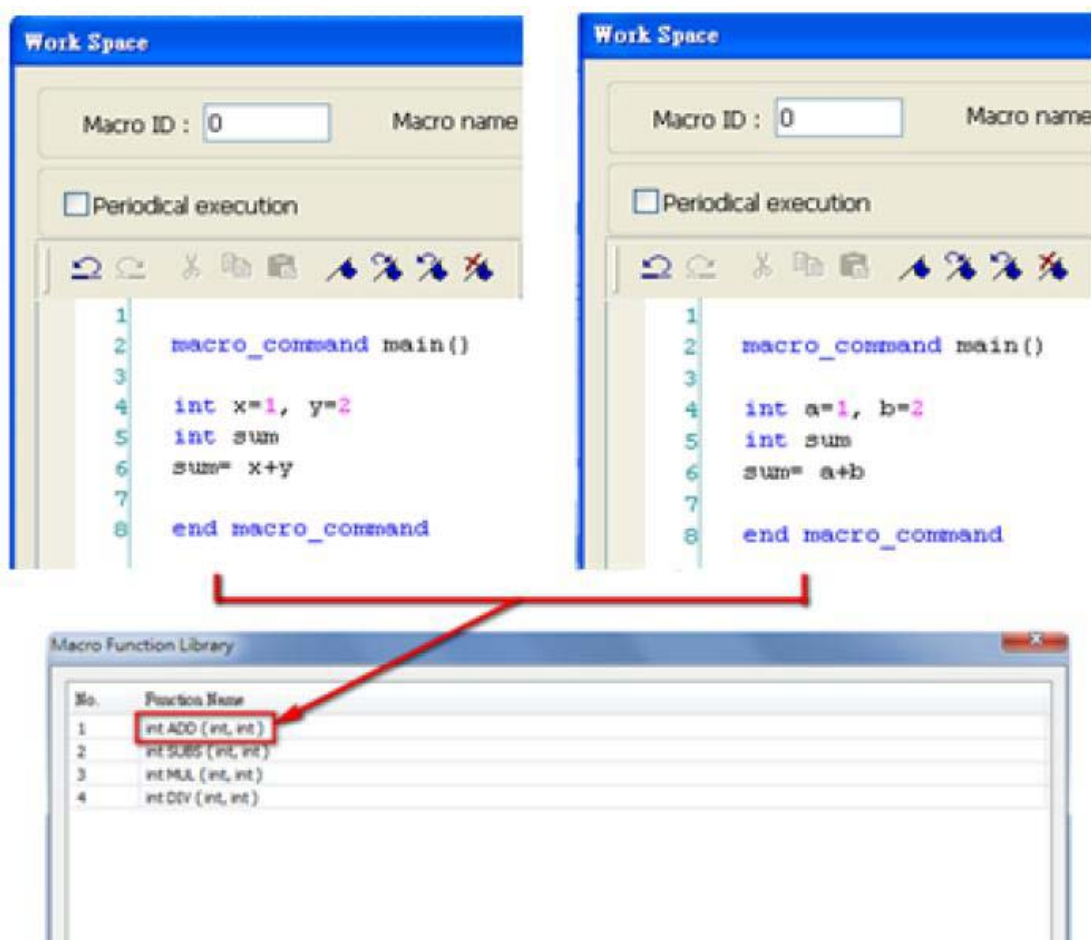 Work Space
Macro ID : 0 Macro name
Periodical execution
1
2 macro_command main()
3
4 int x=1, y=2
5 int sum
6 sum= x+y
7
8 end macro_command
Work Space
Macro ID : 0 Macro name
Periodical execution
1
2 macro_command main()
3
4 int a=1, b=2
5 int sum
6 sum= a+b
7
8 end macro_command
Macro Function Library
No. Function Name
1 int ADD ( int, int )
2 int SUBS ( int, int )
3 int MUL ( int, int )
4 int DIV ( int, int )